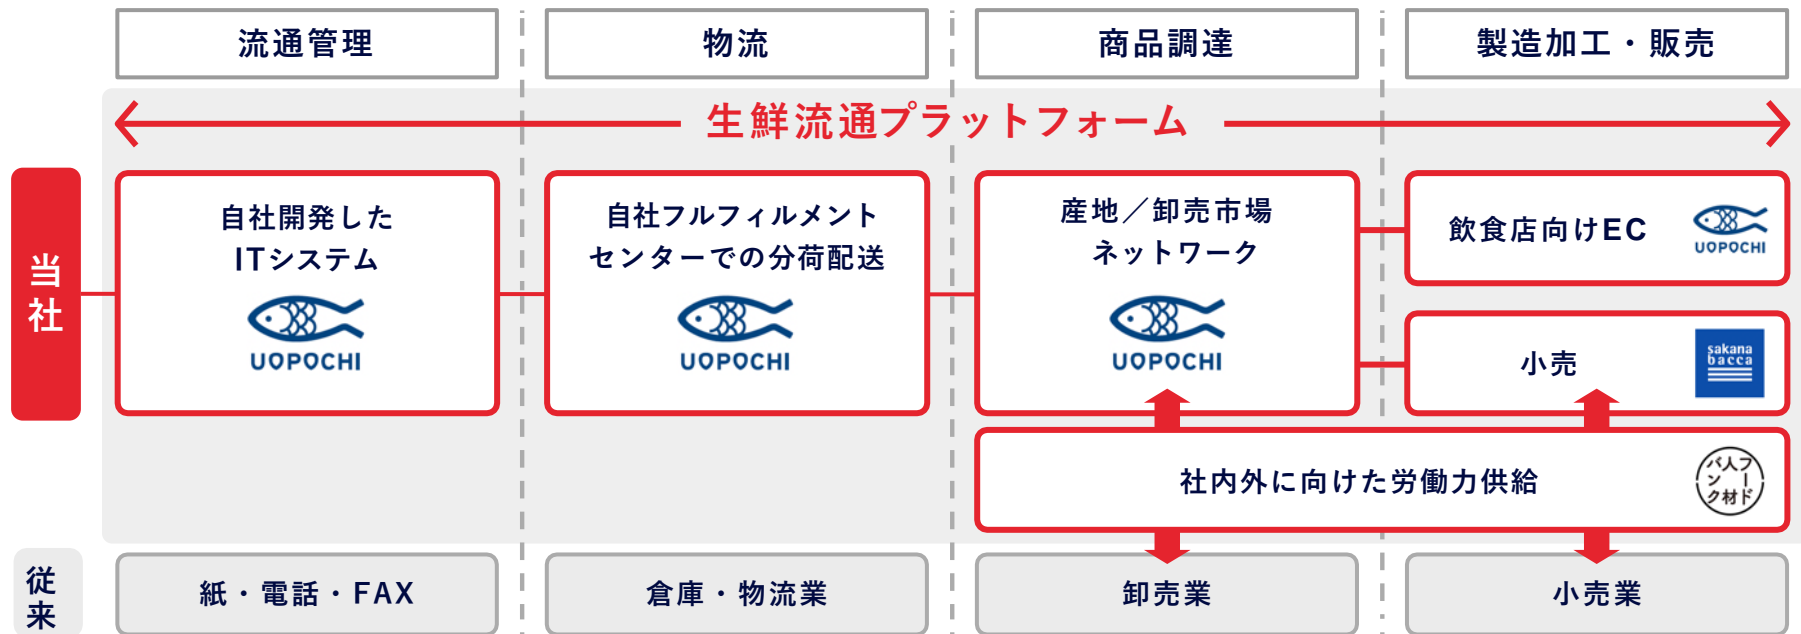 流通管理
物流
商品調達
製造加工・販売
生鮮流通プラットフォーム
当社
自社開発した
ITシステム
UOPOCHI
自社フルフィルメント
センターでの分荷配送
UOPOCHI
産地／卸売市場
ネットワーク
UOPOCHI
飲食店向けEC
UOPOCHI
小売
sakana
bacca
社内外に向けた労働力供給
フード
人材
バンク
従来
紙・電話・FAX
倉庫・物流業
卸売業
小売業